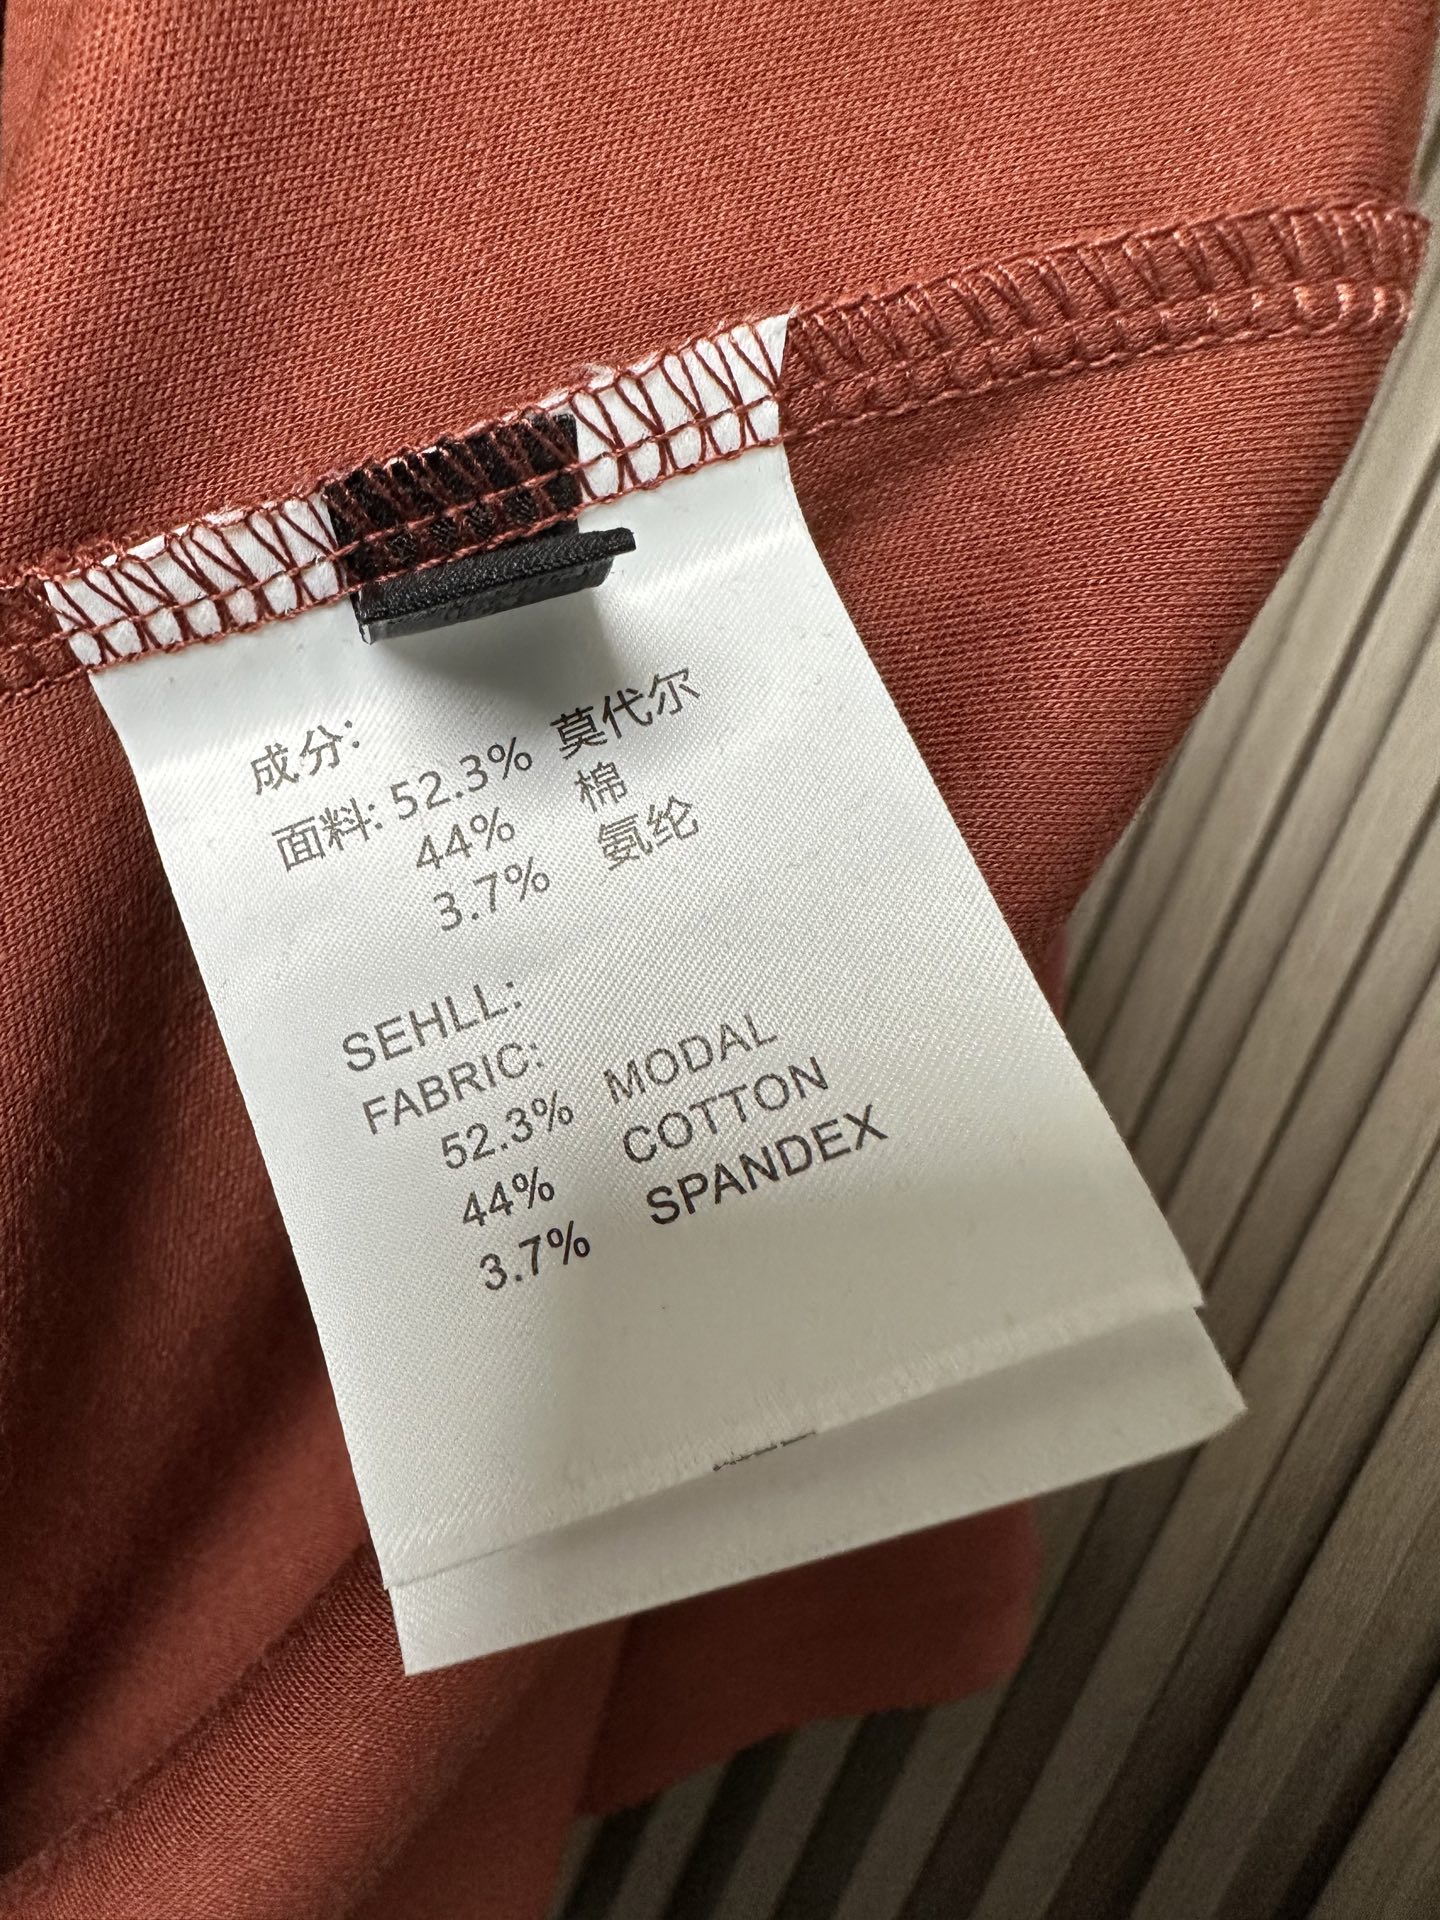 成分:
面料: 52.3% 莫代尔
44% 棉
3.7% 氨纶
SEHLL:
FABRIC:
52.3% MODAL
44% COTTON
3.7% SPANDEX